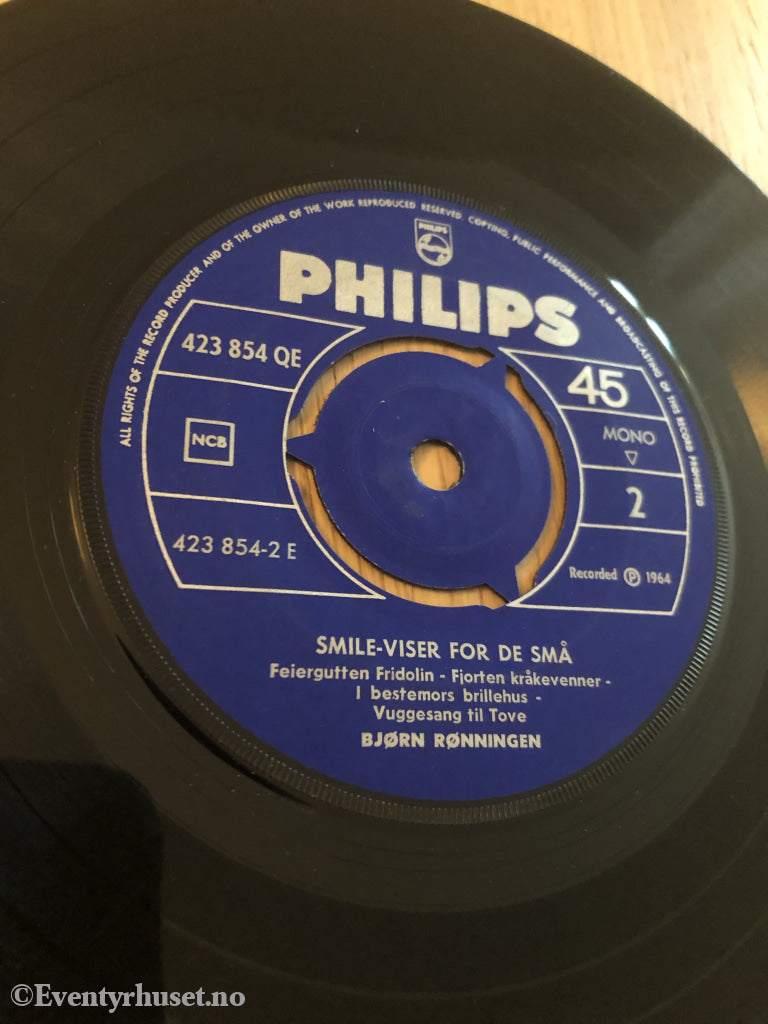 ALL RIGHTS OF THE RECORD PRODUCER AND OF THE OWNER OF THE WORK REPRODUCED RESERVED. COPYING, PUBLIC PERFORMANCE AND BROADCASTING OF THIS RECORD PROHIBITED
PHILIPS
PHILIPS
423 854 QE
45
NCB
MONO
▽
2
423 854-2 E
Recorded Ⓟ 1964
SMILE-VISER FOR DE SMÅ
Feiergutten Fridolin - Fjorten kråkevenner -
I bestemors brillehus -
Vuggesang til Tove
BJØRN RØNNINGEN
©Eventyrhuset.no